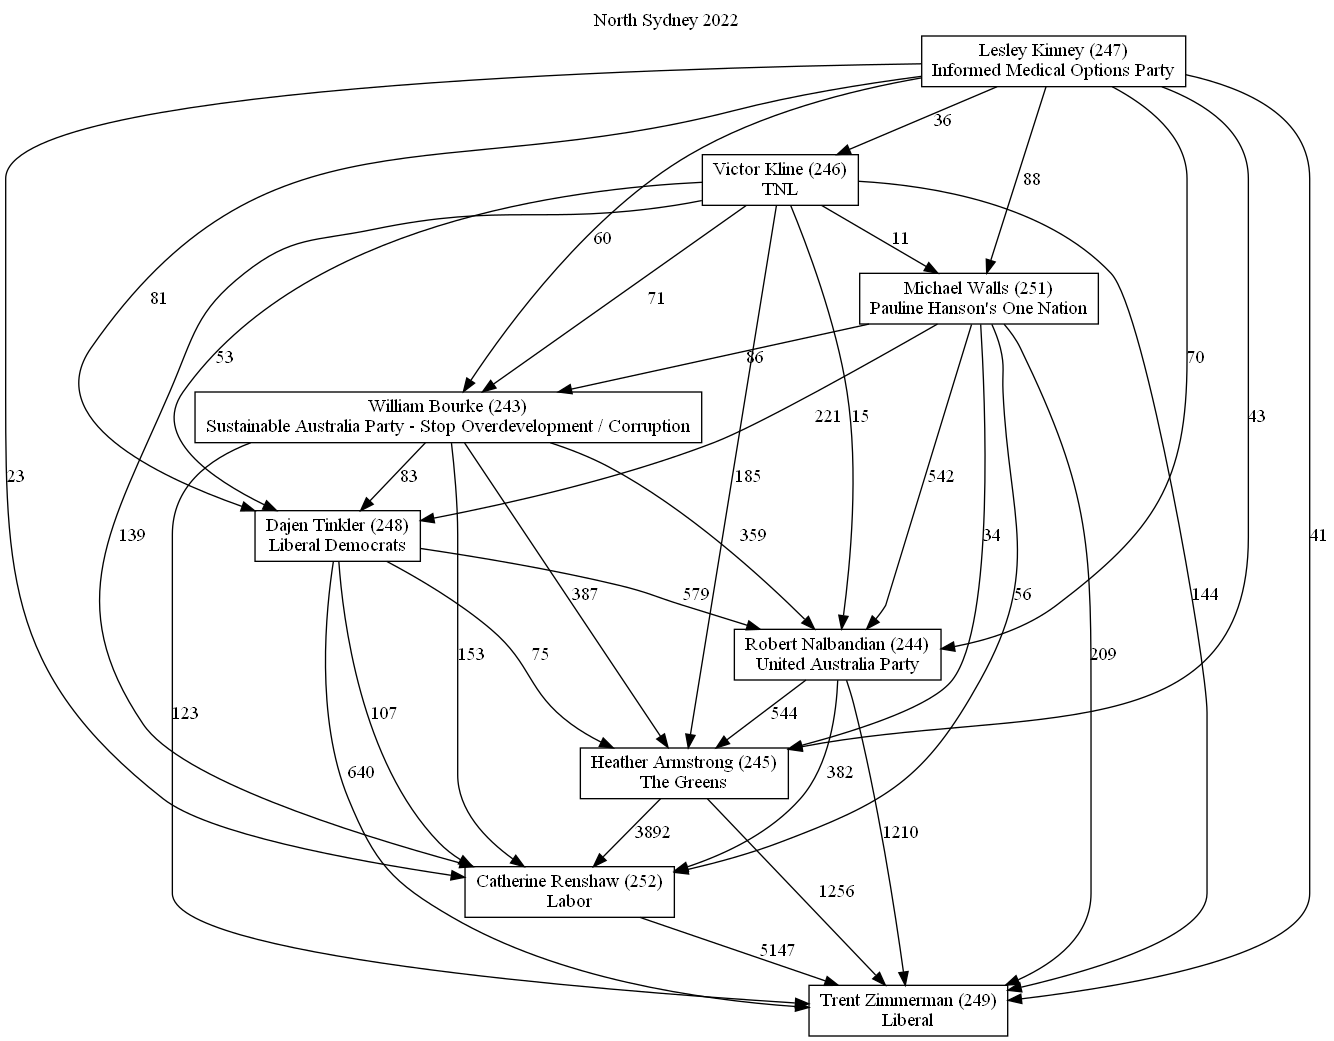 North Sydney 2022
Lesley Kinney (247)
Informed Medical Options Party
36
Victor Kline (246)
TNL
88
60
11
Michael Walls (251)
Pauline Hanson's One Nation
81
71
53
86
70
William Bourke (243)
Sustainable Australia Party - Stop Overdevelopment / Corruption
221
15
43
23
83
185
542
Dajen Tinkler (248)
Liberal Democrats
139
359
34
41
387
579
56
144
Robert Nalbandian (244)
United Australia Party
75
153
209
123
107
544
Heather Armstrong (245)
The Greens
640
382
3892
1210
Catherine Renshaw (252)
Labor
1256
5147
Trent Zimmerman (249)
Liberal